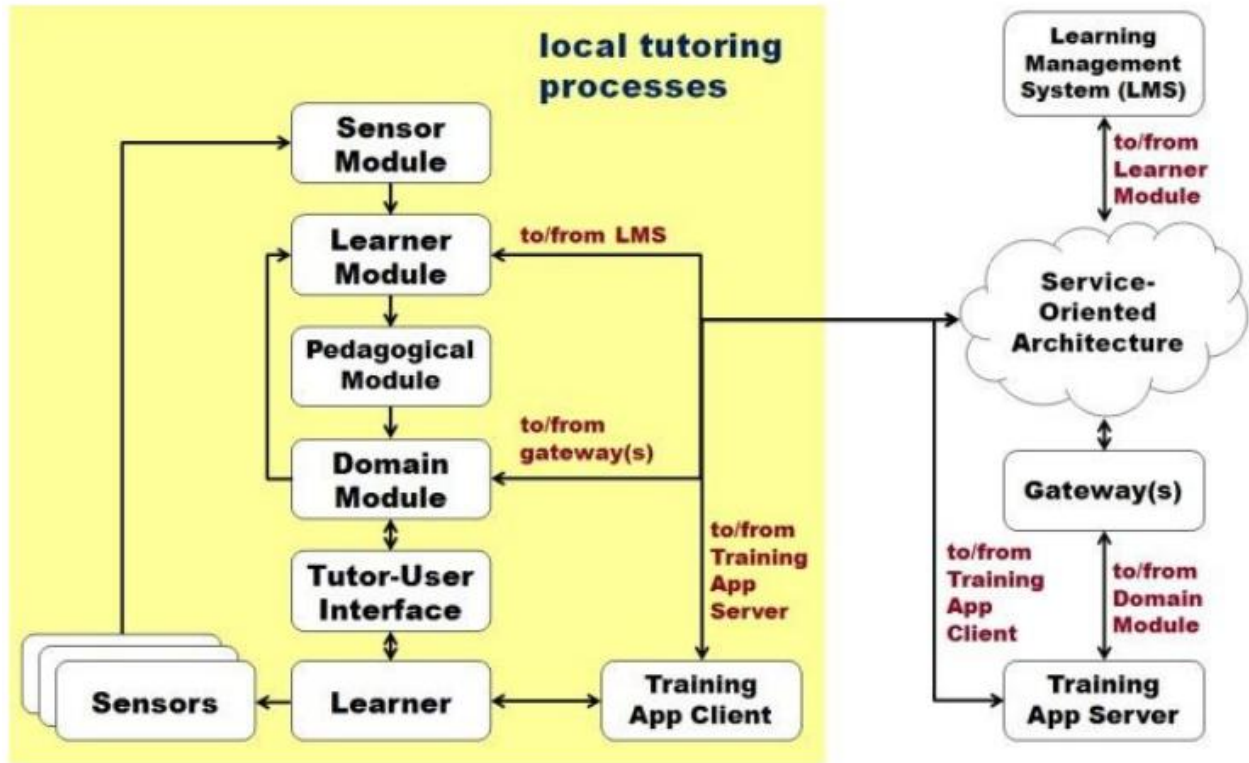 local tutoring
processes
Sensor
Module
Learner
Module
to/from LMS
Pedagogical
Module
to/from
gateway(s)
Domain
Module
to/from
Training
App
Server
Tutor-User
Interface
Sensors
Learner
Training
App Client
Learning
Management
System (LMS)
to/from
Learner
Module
Service-
Oriented
Architecture
Gateway(s)
to/from
Training
App
Client
to/from
Domain
Module
Training
App Server